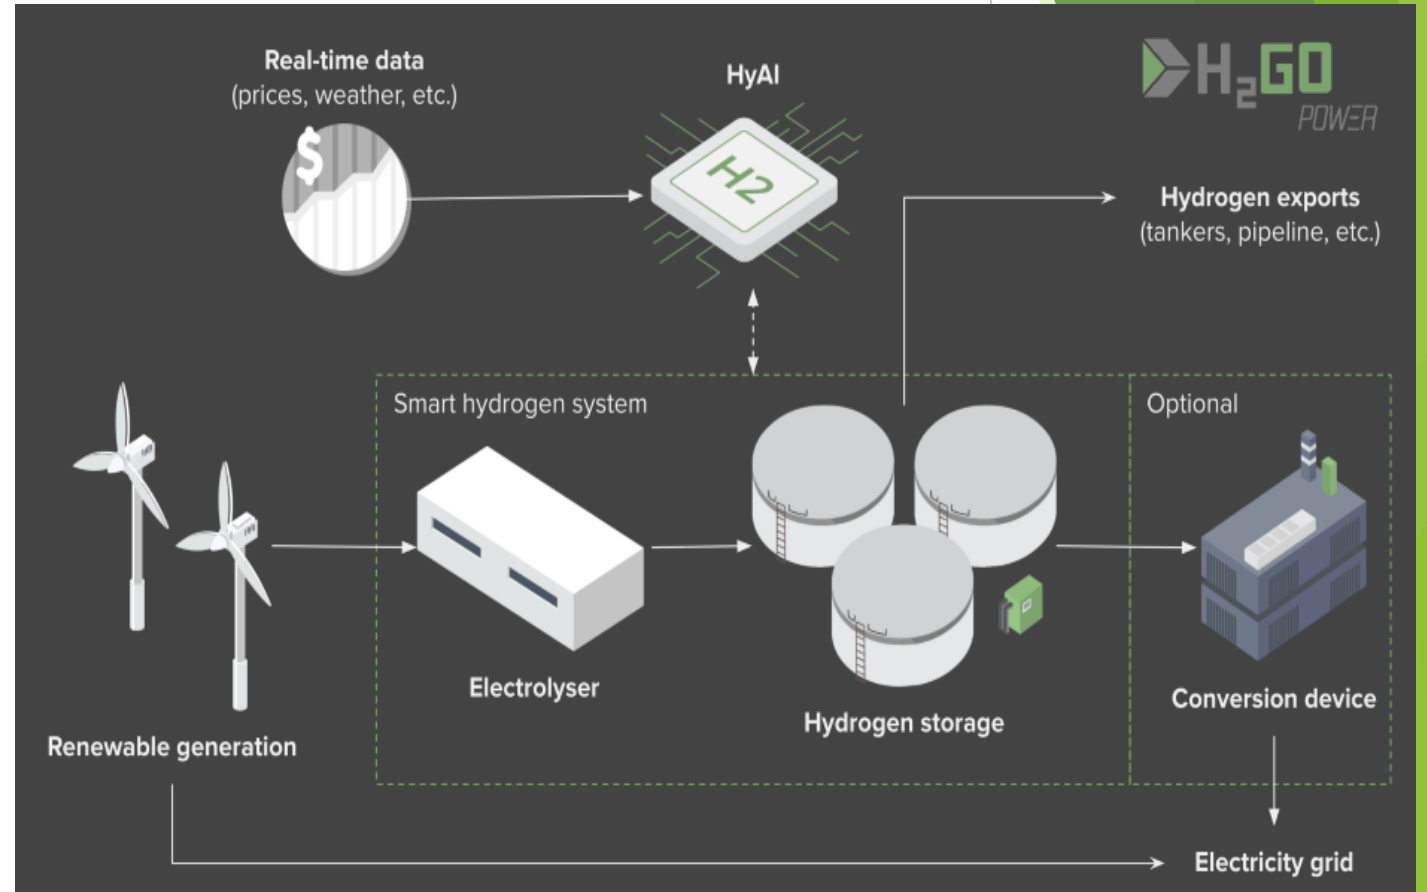 Real-time data
(prices, weather, etc.)
HyAI
H2
H2GO
POWER
Hydrogen exports
(tankers, pipeline, etc.)
Smart hydrogen system
Optional
Electrolyser
Hydrogen storage
Conversion device
Renewable generation
Electricity grid
$